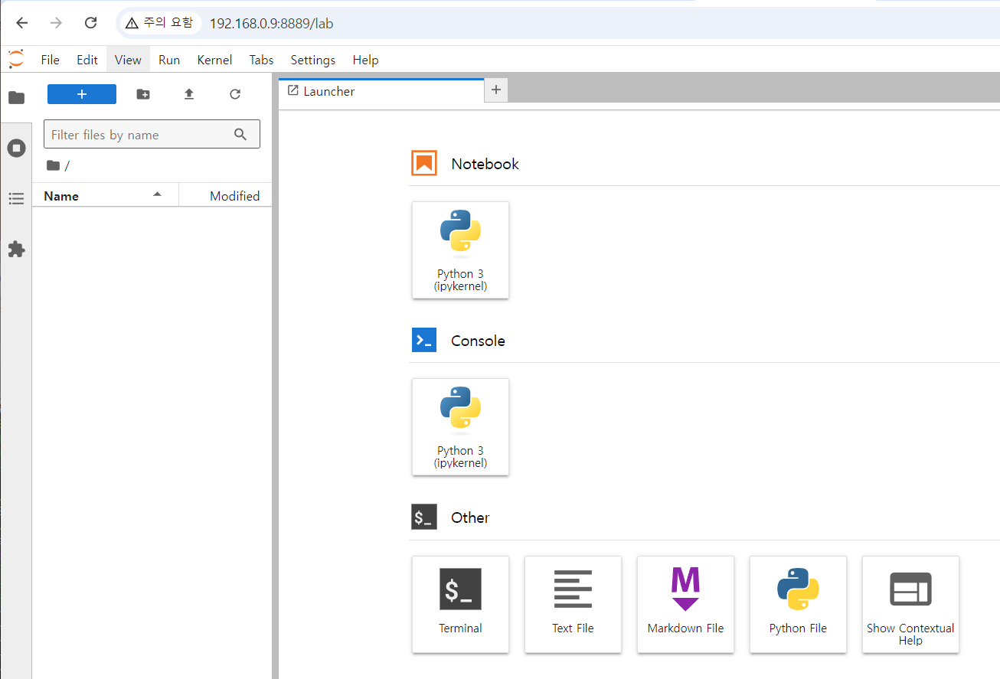 주의 요함 192.168.0.9:8889/lab
File Edit View Run Kernel Tabs Settings Help
+
Launcher +
Filter files by name
/
Name Modified
Notebook
Python 3
(ipykernel)
Console
Python 3
(ipykernel)
$_ Other
$_
M
Terminal Text File Markdown File Python File Show Contextual
Help